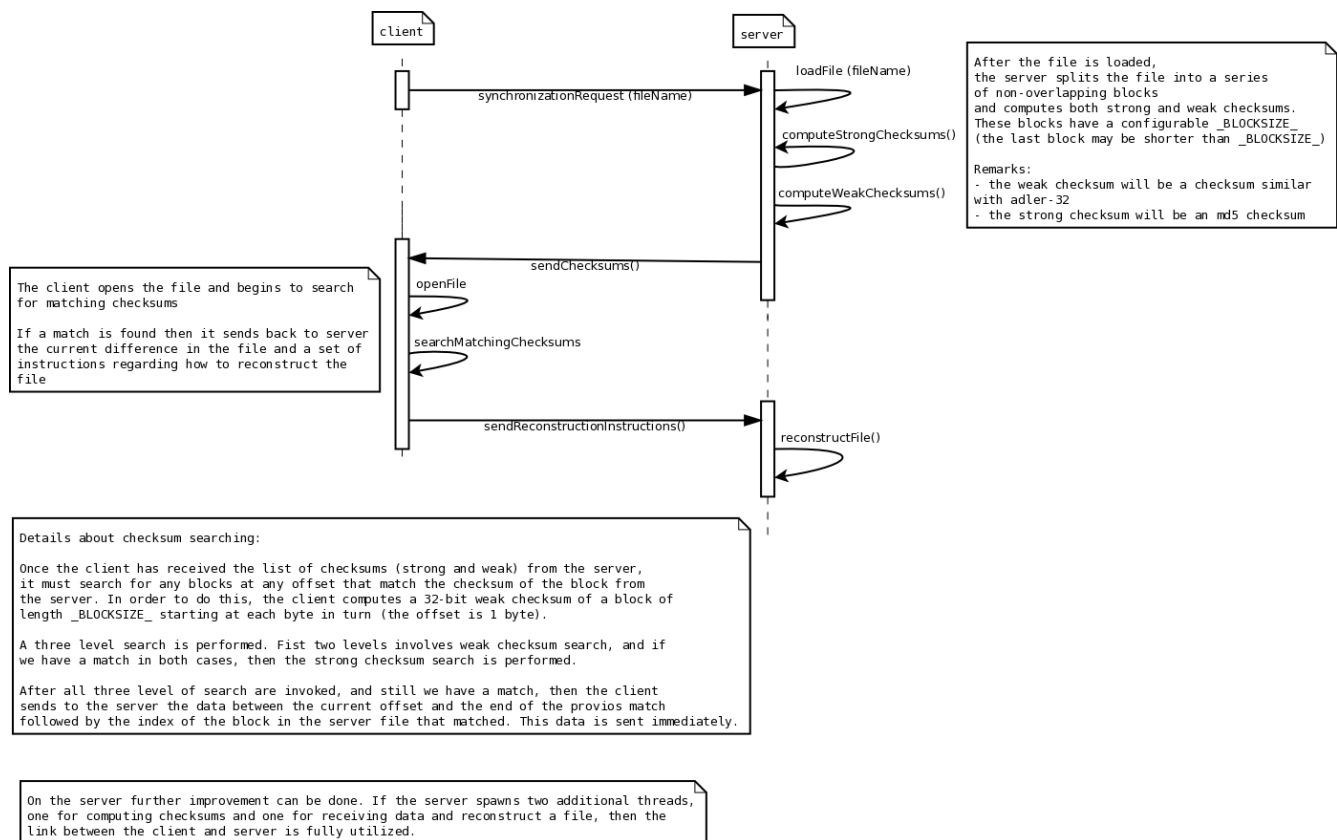 client
server
loadFile (fileName)
synchronizationRequest (fileName)
computeStrongChecksums()
computeWeakChecksums()
After the file is loaded,
the server splits the file into a series
of non-overlapping blocks
and computes both strong and weak checksums.
These blocks have a configurable _BLOCKSIZE_
(the last block may be shorter than _BLOCKSIZE_)
Remarks:
- the weak checksum will be a checksum similar
with adler-32
- the strong checksum will be an md5 checksum
sendChecksums()
openFile
searchMatchingChecksums
The client opens the file and begins to search
for matching checksums
If a match is found then it sends back to server
the current difference in the file and a set of
instructions regarding how to reconstruct the
file
sendReconstructionInstructions()
reconstructFile()
Details about checksum searching:
Once the client has received the list of checksums (strong and weak) from the server,
it must search for any blocks at any offset that match the checksum of the block from
the server. In order to do this, the client computes a 32-bit weak checksum of a block of
length _BLOCKSIZE_ starting at each byte in turn (the offset is 1 byte).
A three level search is performed. Fist two levels involves weak checksum search, and if
we have a match in both cases, then the strong checksum search is performed.
After all three level of search are invoked, and still we have a match, then the client
sends to the server the data between the current offset and the end of the provios match
followed by the index of the block in the server file that matched. This data is sent immediately.
On the server further improvement can be done. If the server spawns two additional threads,
one for computing checksums and one for receiving data and reconstruct a file, then the
link between the client and server is fully utilized.